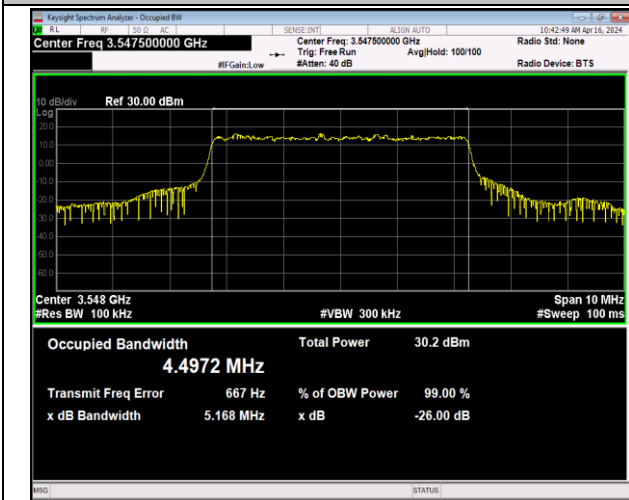 Keysight Spectrum Analyzer - Occupied BW
RL RF 50 Ω AC SENSE:INT ALIGN AUTO 10:42:49 AM Apr 16, 2024
Center Freq 3.547500000 GHz Center Freq: 3.547500000 GHz Radio Std: None
Trig: Free Run Avg|Hold: 100/100
#IFGain:Low #Atten: 40 dB Radio Device: BTS
10 dB/div Ref 30.00 dBm
Log
20.0
10.0
0.00
-10.0
-20.0
-30.0
-40.0
-50.0
-60.0
Center 3.548 GHz Span 10 MHz
#Res BW 100 kHz #VBW 300 kHz #Sweep 100 ms
Occupied Bandwidth Total Power 30.2 dBm
4.4972 MHz
Transmit Freq Error 667 Hz % of OBW Power 99.00 %
x dB Bandwidth 5.168 MHz x dB -26.00 dB
MSG STATUS